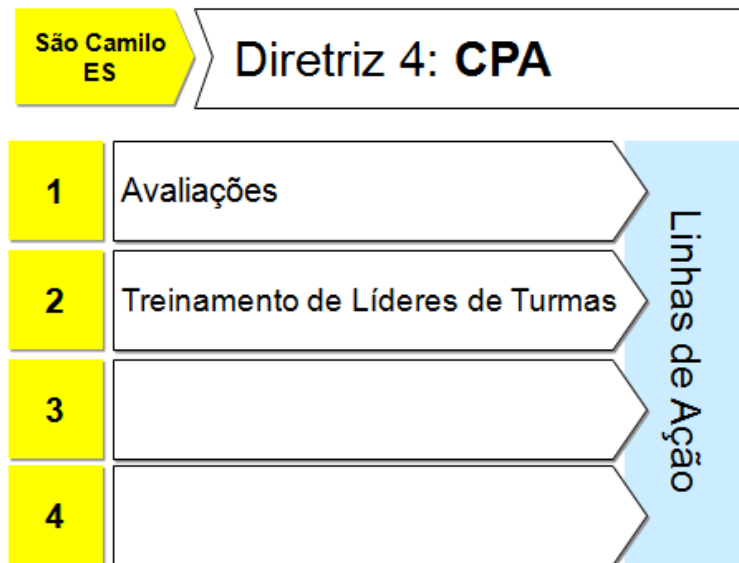 São Camilo
ES
Diretriz 4: CPA
1
Avaliações
2
Treinamento de Líderes de Turmas
3
4
Linhas de Ação